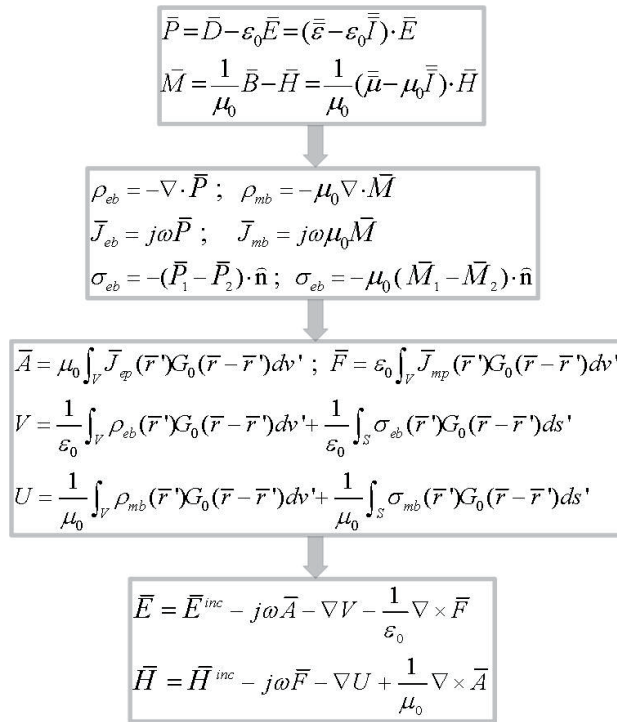 P̄ = D̄ − ε₀Ē = (ε̿ − ε₀I̿)·Ē
M̄ = 1/μ₀ B̄ − H̄ = 1/μ₀ (μ̿ − μ₀I̿)·H̄
ρ_eb = −∇·P̄ ; ρ_mb = −μ₀∇·M̄
J̄_eb = jωP̄ ; J̄_mb = jωμ₀M̄
σ_eb = −(P̄₁ − P̄₂)·n̂ ; σ_eb = −μ₀(M̄₁ − M̄₂)·n̂
Ā = μ₀∫_V J̄_ep(r̄')G₀(r̄ − r̄')dv' ; F̄ = ε₀∫_V J̄_mp(r̄')G₀(r̄ − r̄')dv'
V = 1/ε₀ ∫_V ρ_eb(r̄')G₀(r̄ − r̄')dv' + 1/ε₀ ∫_S σ_eb(r̄')G₀(r̄ − r̄')ds'
U = 1/μ₀ ∫_V ρ_mb(r̄')G₀(r̄ − r̄')dv' + 1/μ₀ ∫_S σ_mb(r̄')G₀(r̄ − r̄')ds'
Ē = Ē^inc − jωĀ − ∇V − 1/ε₀ ∇×F̄
H̄ = H̄^inc − jωF̄ − ∇U + 1/μ₀ ∇×Ā